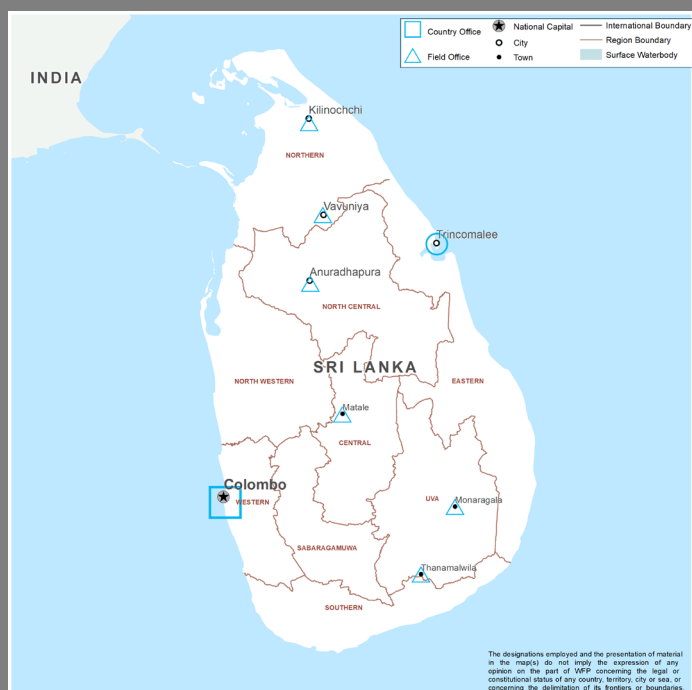 Country Office
Field Office
National Capital
City
Town
International Boundary
Region Boundary
Surface Waterbody
INDIA
Kilinochchi
NORTHERN
Vavuniya
Trincomalee
Anuradhapura
NORTH CENTRAL
SRI LANKA
NORTH WESTERN
EASTERN
Matale
CENTRAL
Colombo
WESTERN
UVA
Monaragala
SABARAGAMUWA
Thanamalwila
SOUTHERN
The designations employed and the presentation of material
in the map(s) do not imply the expression of any
opinion on the part of WFP concerning the legal or
constitutional status of any country, territory, city or sea, or
concerning the delimitation of its frontiers or boundaries.